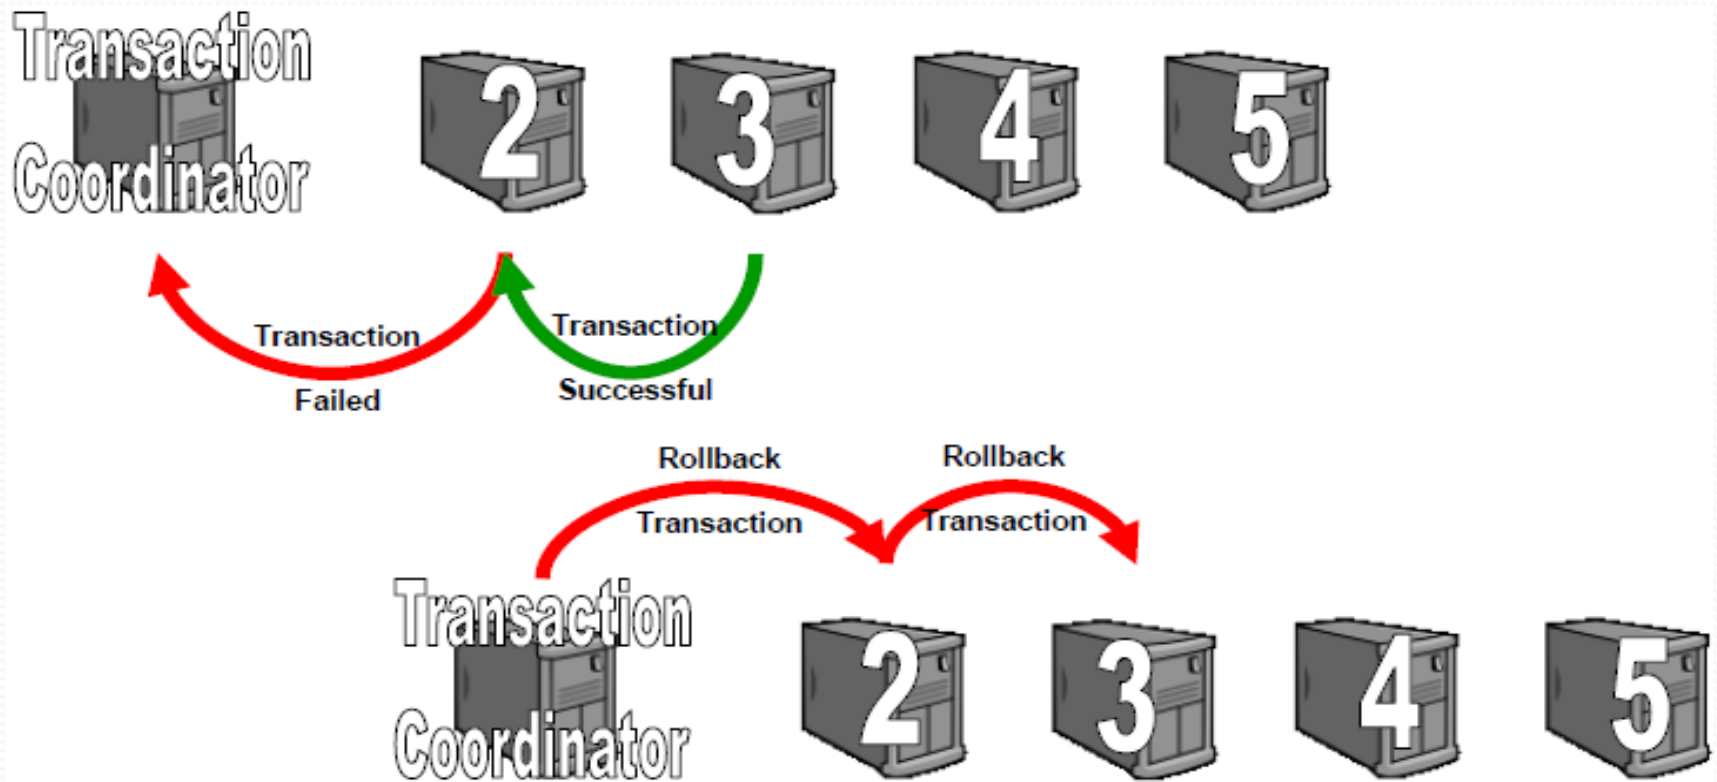 Transaction
Coordinator
2
3
4
5
Transaction
Failed
Transaction
Successful
Rollback
Transaction
Rollback
Transaction
Transaction
Coordinator
2
3
4
5